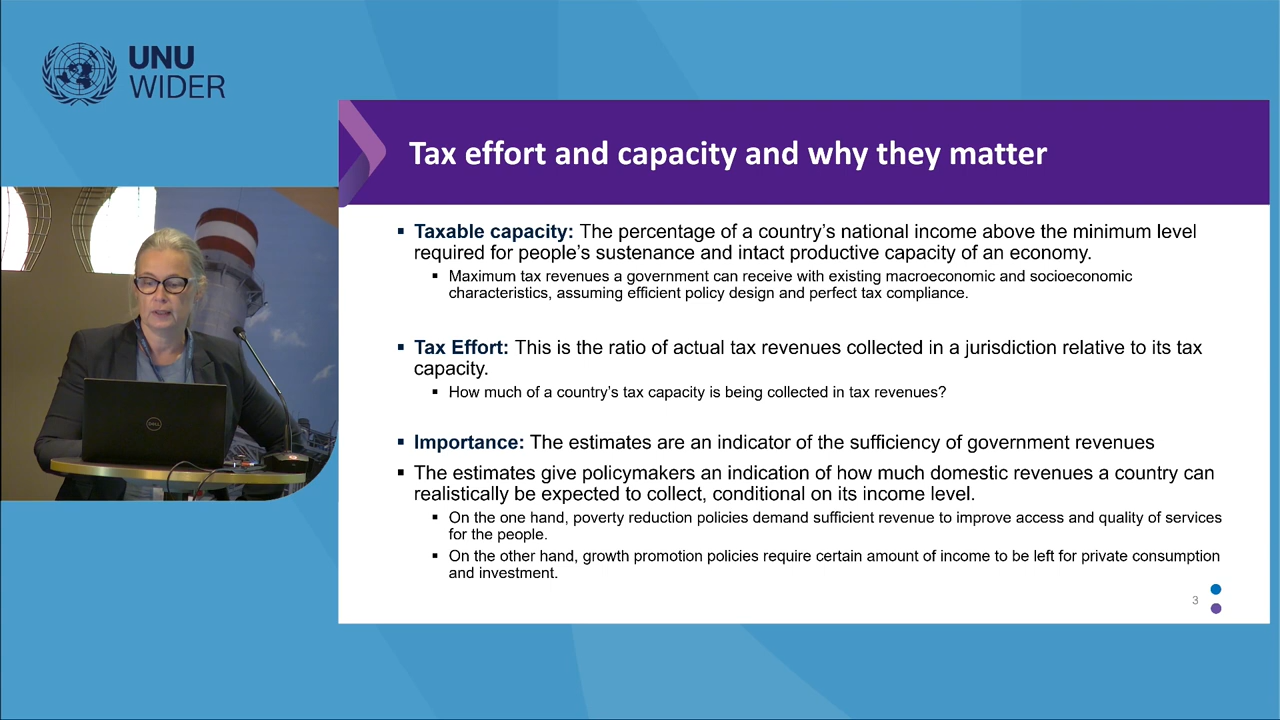 UNU
WIDER
Tax effort and capacity and why they matter
▪ Taxable capacity: The percentage of a country's national income above the minimum level
required for people's sustenance and intact productive capacity of an economy.
▪ Maximum tax revenues a government can receive with existing macroeconomic and socioeconomic
characteristics, assuming efficient policy design and perfect tax compliance.
▪ Tax Effort: This is the ratio of actual tax revenues collected in a jurisdiction relative to its tax
capacity.
▪ How much of a country's tax capacity is being collected in tax revenues?
▪ Importance: The estimates are an indicator of the sufficiency of government revenues
▪ The estimates give policymakers an indication of how much domestic revenues a country can
realistically be expected to collect, conditional on its income level.
▪ On the one hand, poverty reduction policies demand sufficient revenue to improve access and quality of services
for the people.
▪ On the other hand, growth promotion policies require certain amount of income to be left for private consumption
and investment.
3
DELL